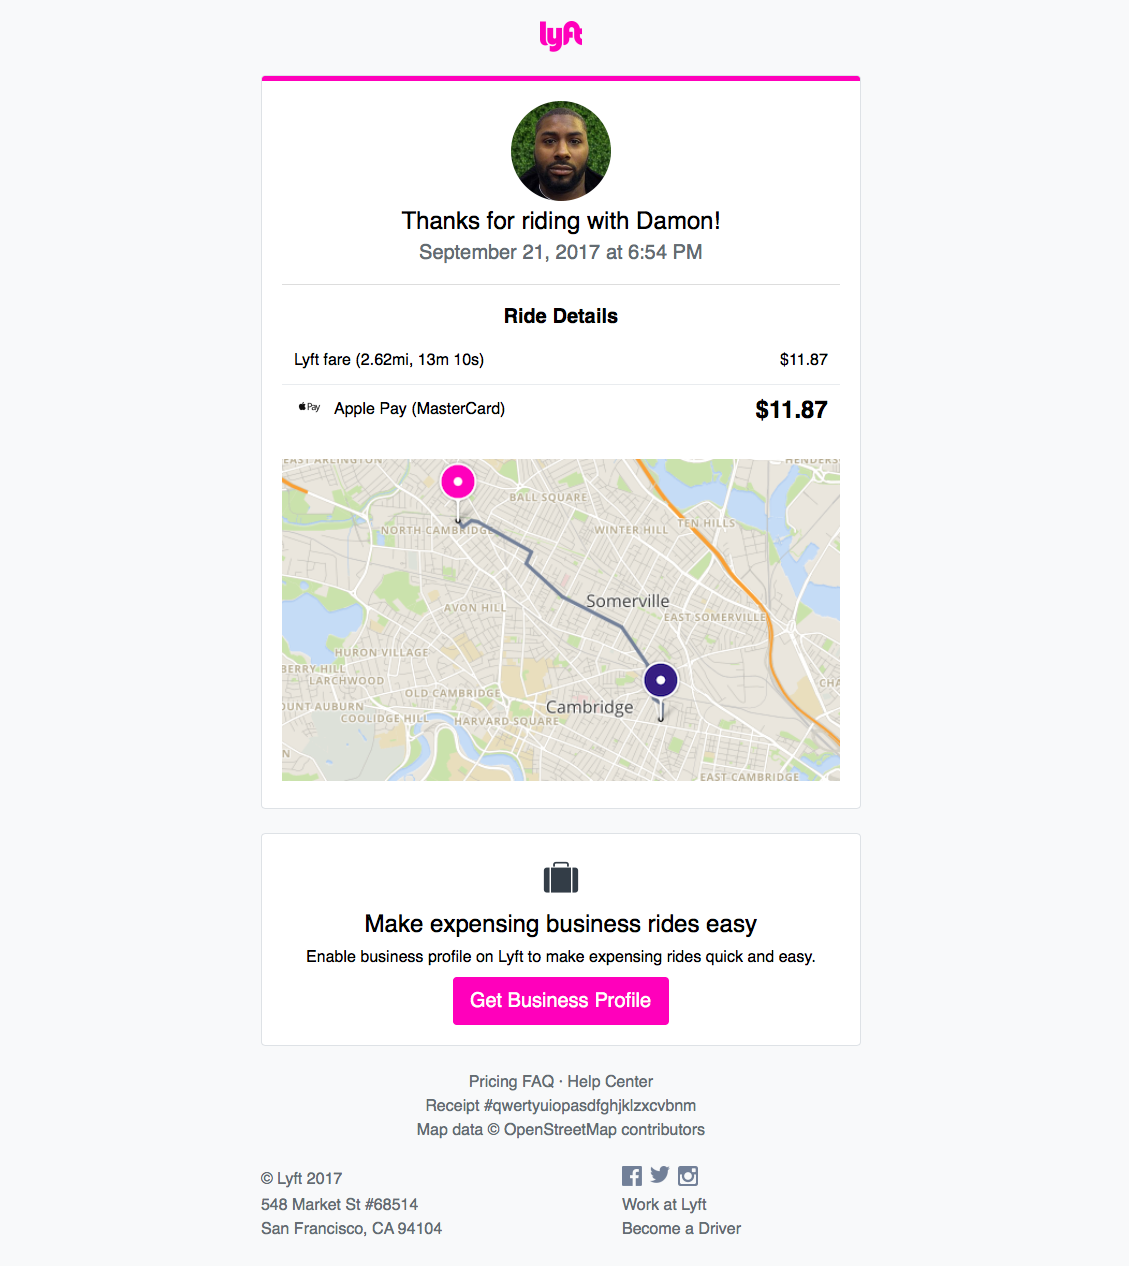 lyft
Thanks for riding with Damon!
September 21, 2017 at 6:54 PM
Ride Details
Lyft fare (2.62mi, 13m 10s) $11.87
Pay Apple Pay (MasterCard) $11.87
EAST ARLINGTON
HENDERS
BALL SQUARE
NORTH CAMBRIDGE
WINTER HILL
TEN HILLS
Somerville
AVON HILL
EAST SOMERVILLE
HURON VILLAGE
BERRY HILL
LARCHWOOD
CHA
OLD CAMBRIDGE
UNT AUBURN
Cambridge
COOLIDGE HILL
HARVARD SQUARE
N
EAST CAMBRIDGE
Make expensing business rides easy
Enable business profile on Lyft to make expensing rides quick and easy.
Get Business Profile
Pricing FAQ · Help Center
Receipt #qwertyuiopasdfghjklzxcvbnm
Map data © OpenStreetMap contributors
© Lyft 2017
548 Market St #68514
San Francisco, CA 94104
Work at Lyft
Become a Driver